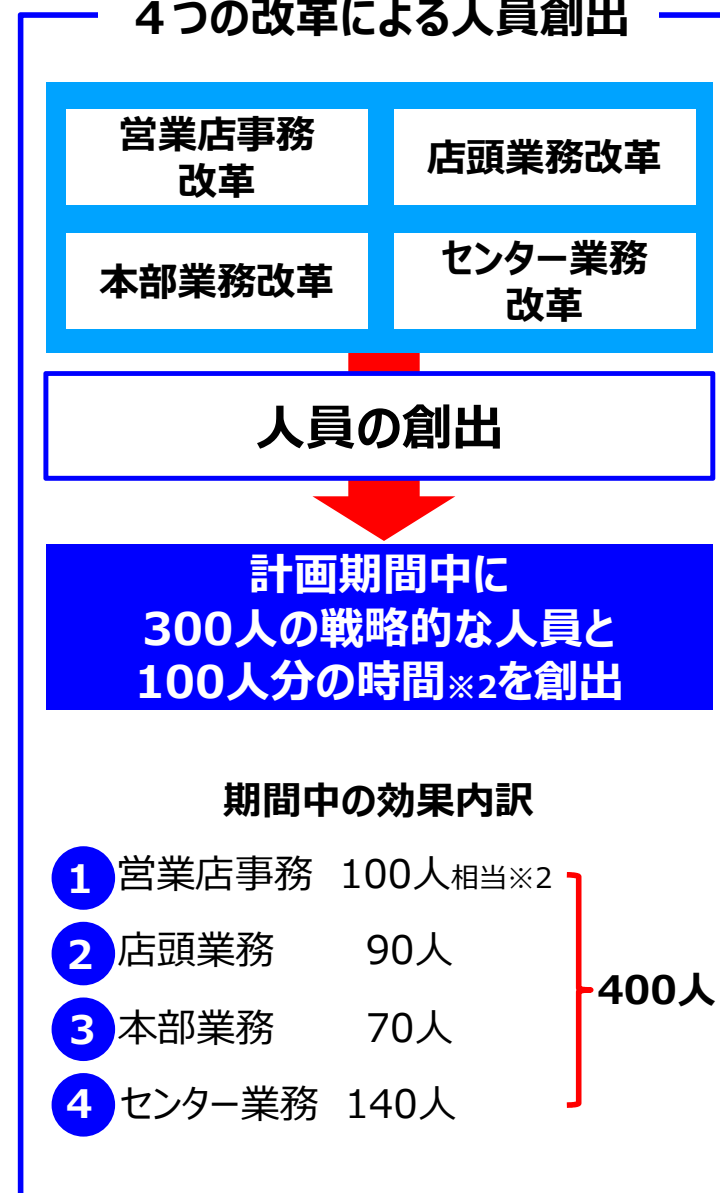 ４つの改革による人員創出
営業店事務
改革
店頭業務改革
本部業務改革
センター業務
改革
人員の創出
計画期間中に
300人の戦略的な人員と
100人分の時間※2を創出
期間中の効果内訳
1 営業店事務 100人相当※2
2 店頭業務 90人
3 本部業務 70人
4 センター業務 140人
400人